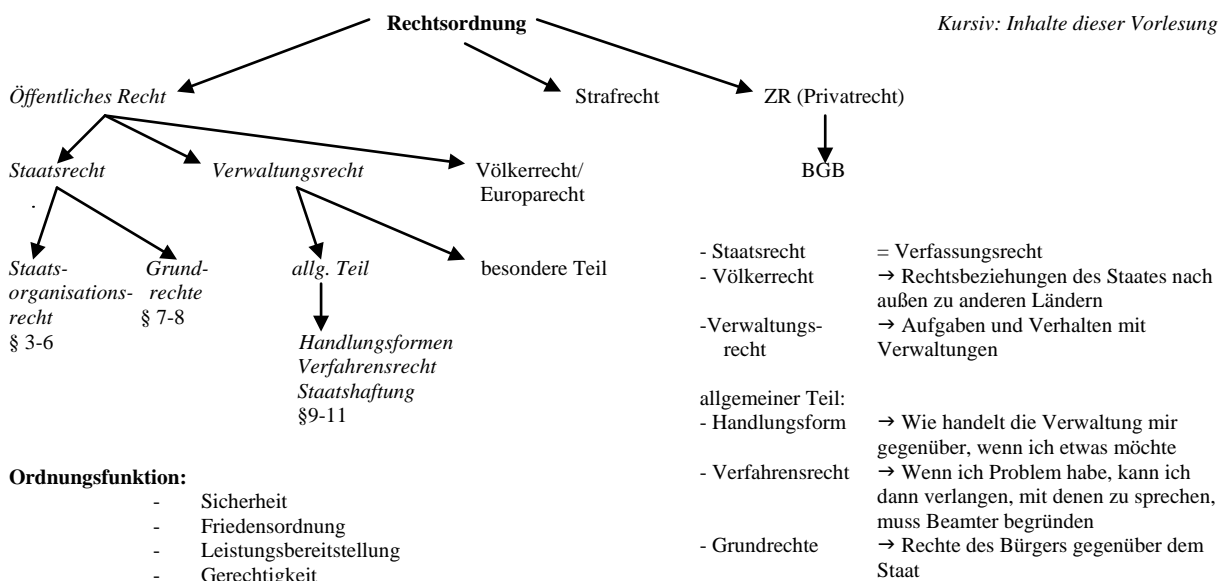 Rechtsordnung
Kursiv: Inhalte dieser Vorlesung
Öffentliches Recht
Strafrecht
ZR (Privatrecht)
Staatsrecht
Verwaltungsrecht
Völkerrecht/
Europarecht
BGB
.
Staats-
organisations-
recht
§ 3-6
Grund-
rechte
§ 7-8
allg. Teil
besondere Teil
Handlungsformen
Verfahrensrecht
Staatshaftung
§9-11
- Staatsrecht = Verfassungsrecht
- Völkerrecht → Rechtsbeziehungen des Staates nach
außen zu anderen Ländern
-Verwaltungs- → Aufgaben und Verhalten mit
recht Verwaltungen
allgemeiner Teil:
- Handlungsform → Wie handelt die Verwaltung mir
gegenüber, wenn ich etwas möchte
- Verfahrensrecht → Wenn ich Problem habe, kann ich
dann verlangen, mit denen zu sprechen,
muss Beamter begründen
- Grundrechte → Rechte des Bürgers gegenüber dem
Staat
Ordnungsfunktion:
- Sicherheit
- Friedensordnung
- Leistungsbereitstellung
- Gerechtigkeit